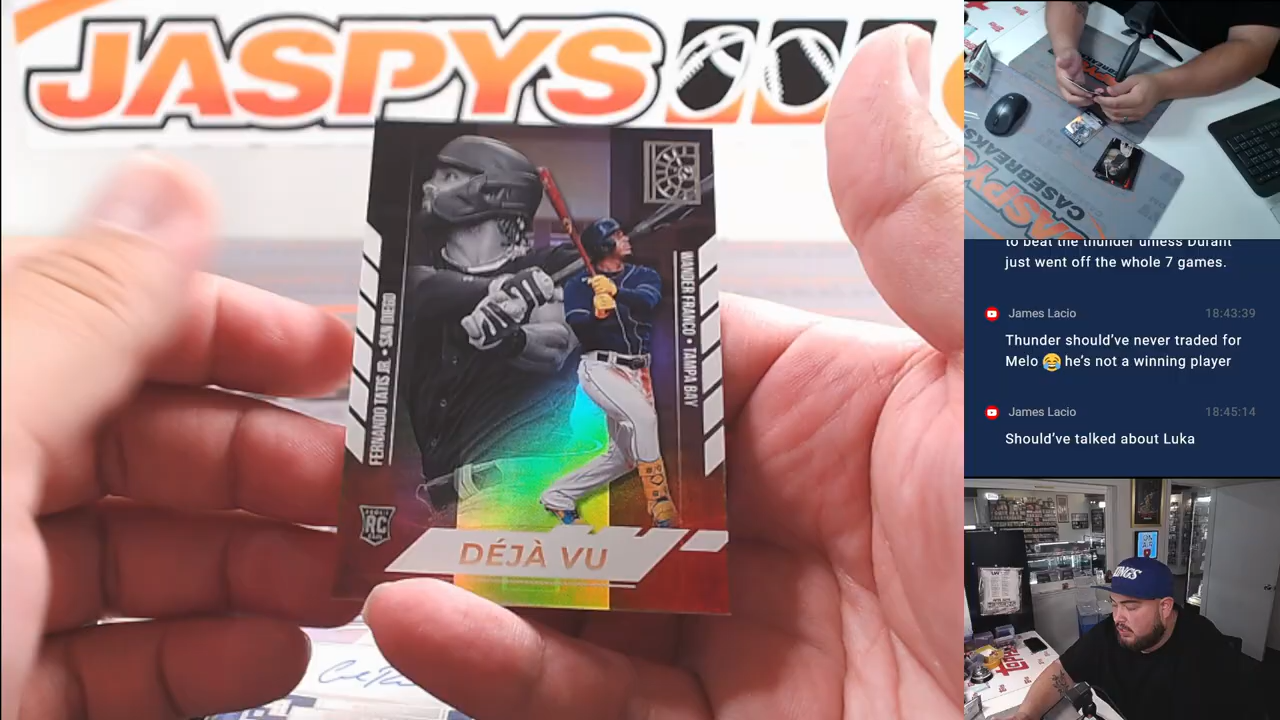 JASPYS
FERNANDO TATIS JR. • SAN DIEGO
WANDER FRANCO • TAMPA BAY
RC
DÉJÀ VU
JASPYS
CASEBREAKS
to beat the thunder unless Durant
just went off the whole 7 games.
James Lacio 18:43:39
Thunder should’ve never traded for
Melo 😂 he’s not a winning player
James Lacio 18:45:14
Should’ve talked about Luka
KINGS